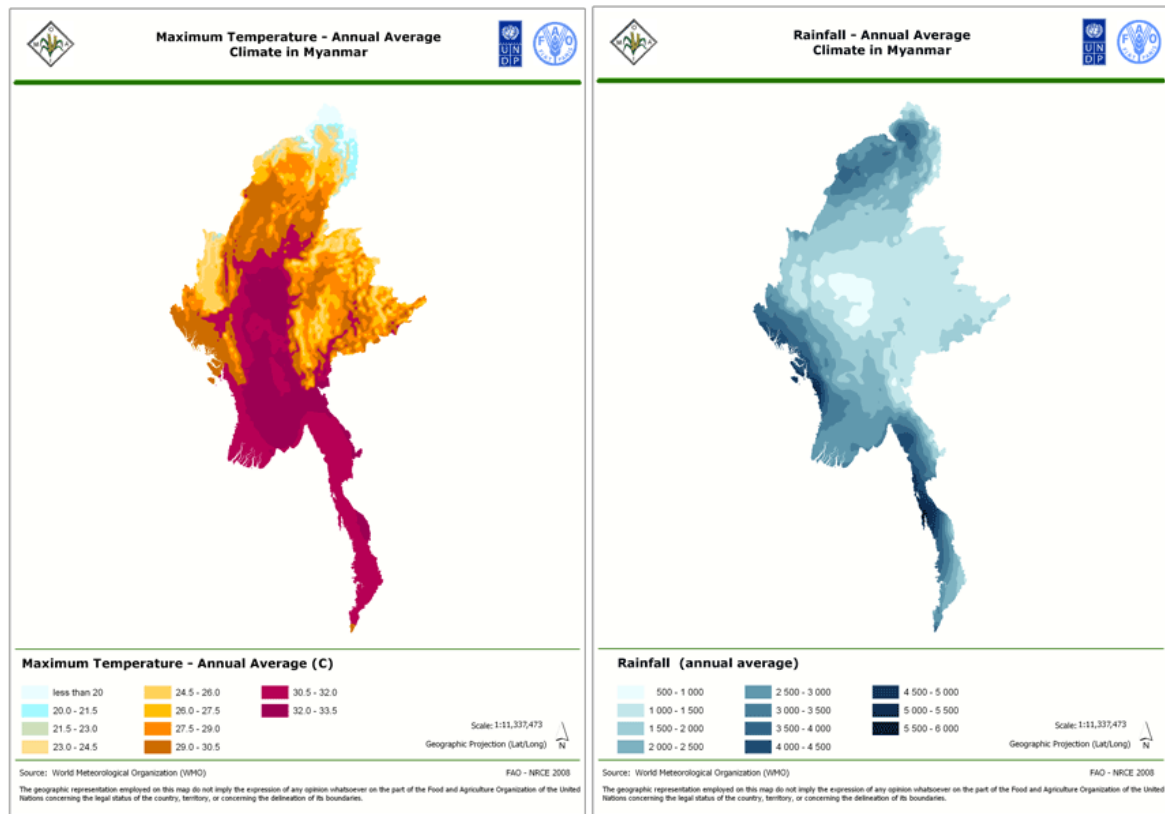 Maximum Temperature - Annual Average
Climate in Myanmar
U N
D P
F A O
FIAT PANIS
Maximum Temperature - Annual Average (C)
less than 20
20.0 - 21.5
21.5 - 23.0
23.0 - 24.5
24.5 - 26.0
26.0 - 27.5
27.5 - 29.0
29.0 - 30.5
30.5 - 32.0
32.0 - 33.5
Scale: 1:11,337,473
Geographic Projection (Lat/Long)
N
Source: World Meteorological Organization (WMO)
FAO - NRCE 2008
The geographic representation employed on this map do not imply the expression of any opinion whatsoever on the part of the Food and Agriculture Organization of the United
Nations concerning the legal status of the country, territory, or concerning the delineation of its boundaries.
Rainfall - Annual Average
Climate in Myanmar
U N
D P
F A O
FIAT PANIS
Rainfall (annual average)
500 - 1 000
1 000 - 1 500
1 500 - 2 000
2 000 - 2 500
2 500 - 3 000
3 000 - 3 500
3 500 - 4 000
4 000 - 4 500
4 500 - 5 000
5 000 - 5 500
5 500 - 6 000
Scale: 1:11,337,473
Geographic Projection (Lat/Long)
N
Source: World Meteorological Organization (WMO)
FAO - NRCE 2008
The geographic representation employed on this map do not imply the expression of any opinion whatsoever on the part of the Food and Agriculture Organization of the United
Nations concerning the legal status of the country, territory, or concerning the delineation of its boundaries.